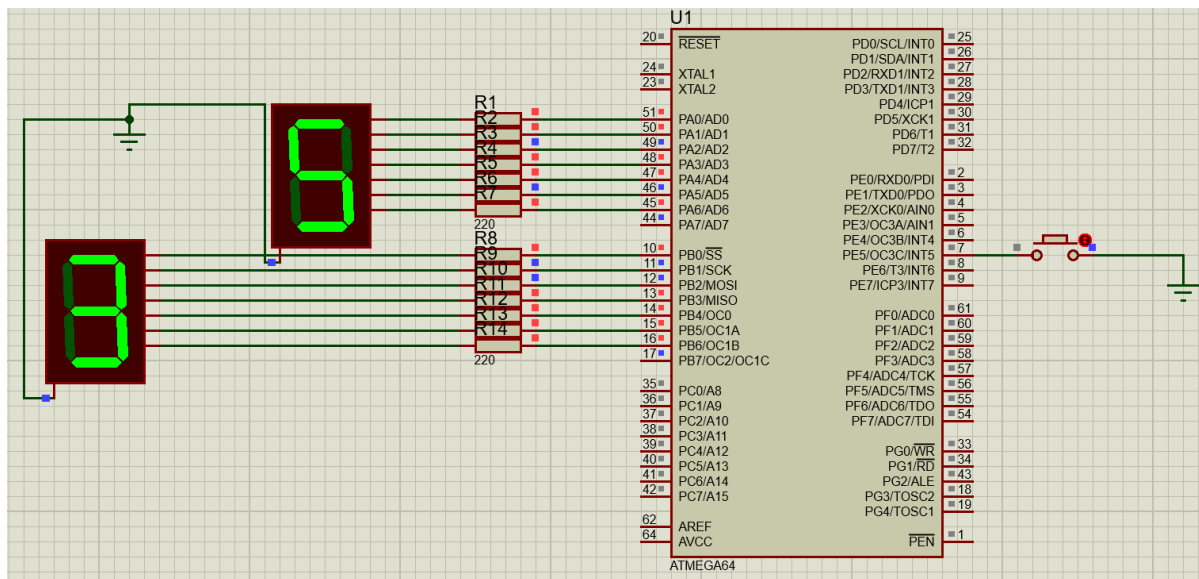 U1
20 RESET PD0/SCL/INT0 25
PD1/SDA/INT1 26
24 XTAL1 PD2/RXD1/INT2 27
23 XTAL2 PD3/TXD1/INT3 28
PD4/ICP1 29
R1 51 PA0/AD0 PD5/XCK1 30
R2 50 PA1/AD1 PD6/T1 31
R3 49 PA2/AD2 PD7/T2 32
R4 48 PA3/AD3
R5 47 PA4/AD4 PE0/RXD0/PDI 2
R6 46 PA5/AD5 PE1/TXD0/PDO 3
R7 45 PA6/AD6 PE2/XCK0/AIN0 4
220 44 PA7/AD7 PE3/OC3A/AIN1 5
5
PE4/OC3B/INT4 6
R8 10 PB0/SS PE5/OC3C/INT5 7
R9 11 PB1/SCK PE6/T3/INT6 8
R10 12 PB2/MOSI PE7/ICP3/INT7 9
R11 13 PB3/MISO
R12 14 PB4/OC0 PF0/ADC0 61
R13 15 PB5/OC1A PF1/ADC1 60
R14 16 PB6/OC1B PF2/ADC2 59
220 17 PB7/OC2/OC1C PF3/ADC3 58
3
PF4/ADC4/TCK 57
35 PC0/A8 PF5/ADC5/TMS 56
36 PC1/A9 PF6/ADC6/TDO 55
37 PC2/A10 PF7/ADC7/TDI 54
38 PC3/A11
39 PC4/A12 PG0/WR 33
40 PC5/A13 PG1/RD 34
41 PC6/A14 PG2/ALE 43
42 PC7/A15 PG3/TOSC2 18
PG4/TOSC1 19
62 AREF
64 AVCC PEN 1
ATMEGA64